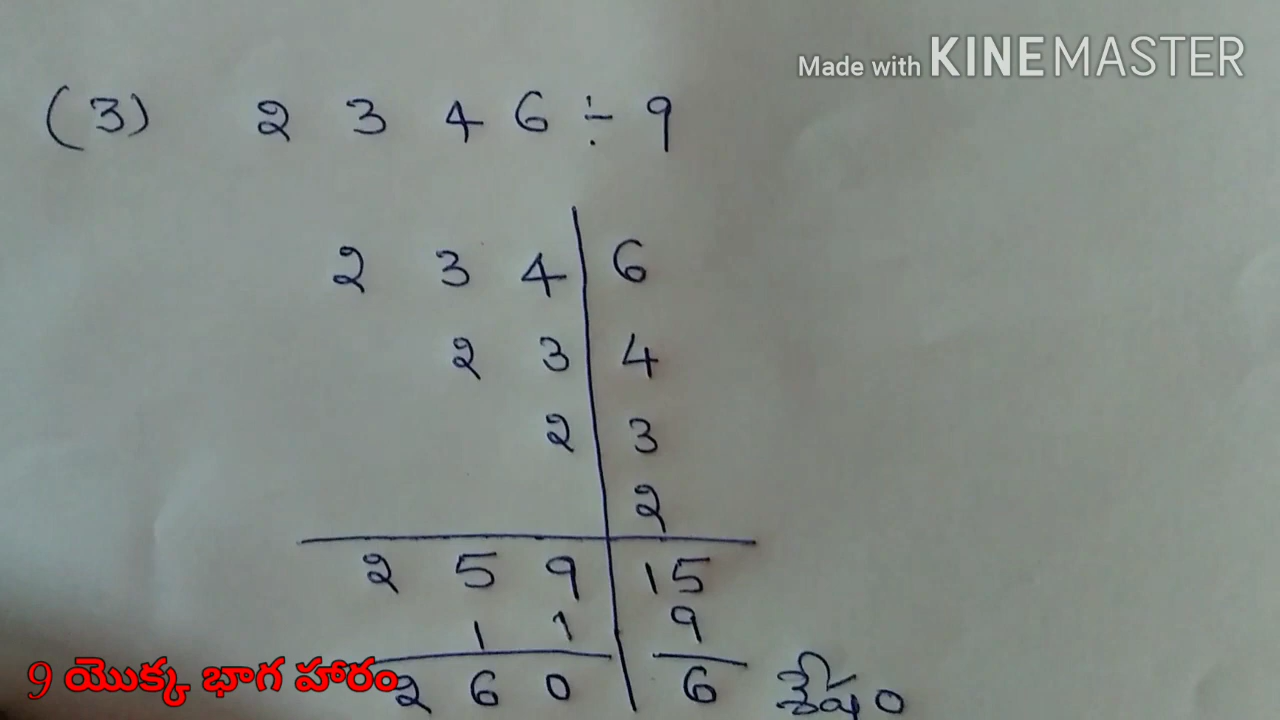 Made with KINEMASTER
(3) 2 3 4 6 ÷ 9
2 3 4 | 6
2 3 | 4
2 | 3
2
2 5 9 | 15
1 1 | 9
2 6 0 | 6 శేషం
9 యొక్క భాగ హారం